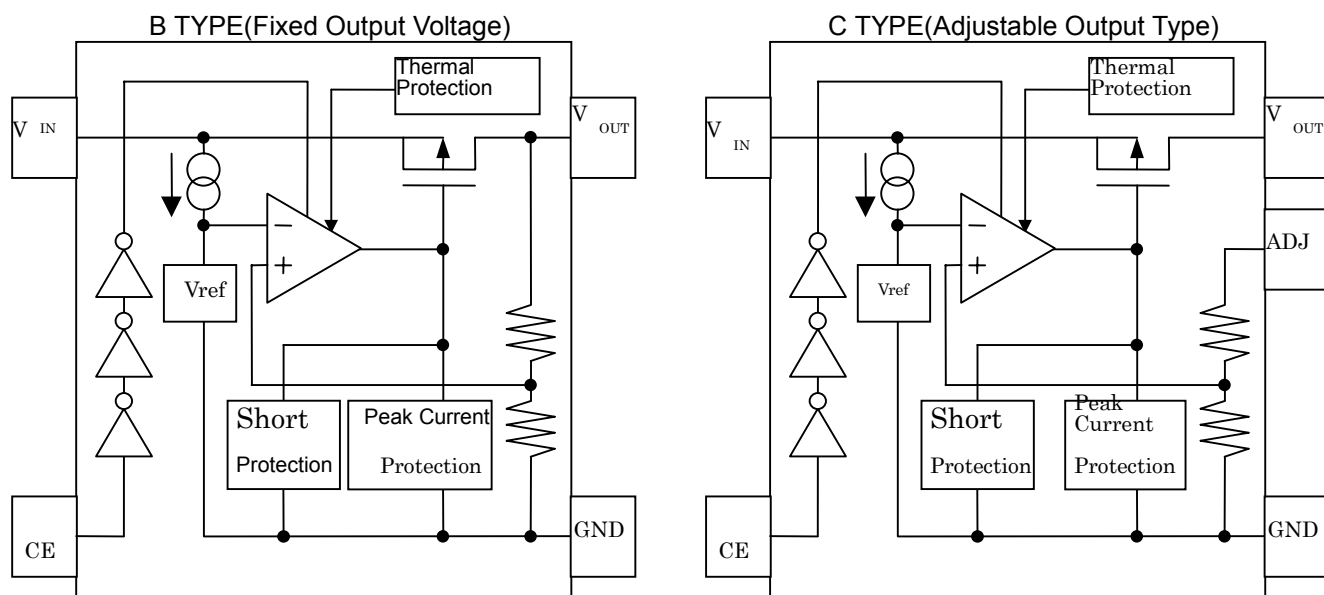 B TYPE(Fixed Output Voltage)
Thermal
Protection
V IN
V OUT
−
+
Vref
Short
Protection
Peak Current
Protection
CE
GND
C TYPE(Adjustable Output Type)
Thermal
Protection
V IN
V OUT
ADJ
−
+
Vref
Short
Protection
Peak
Current
Protection
CE
GND